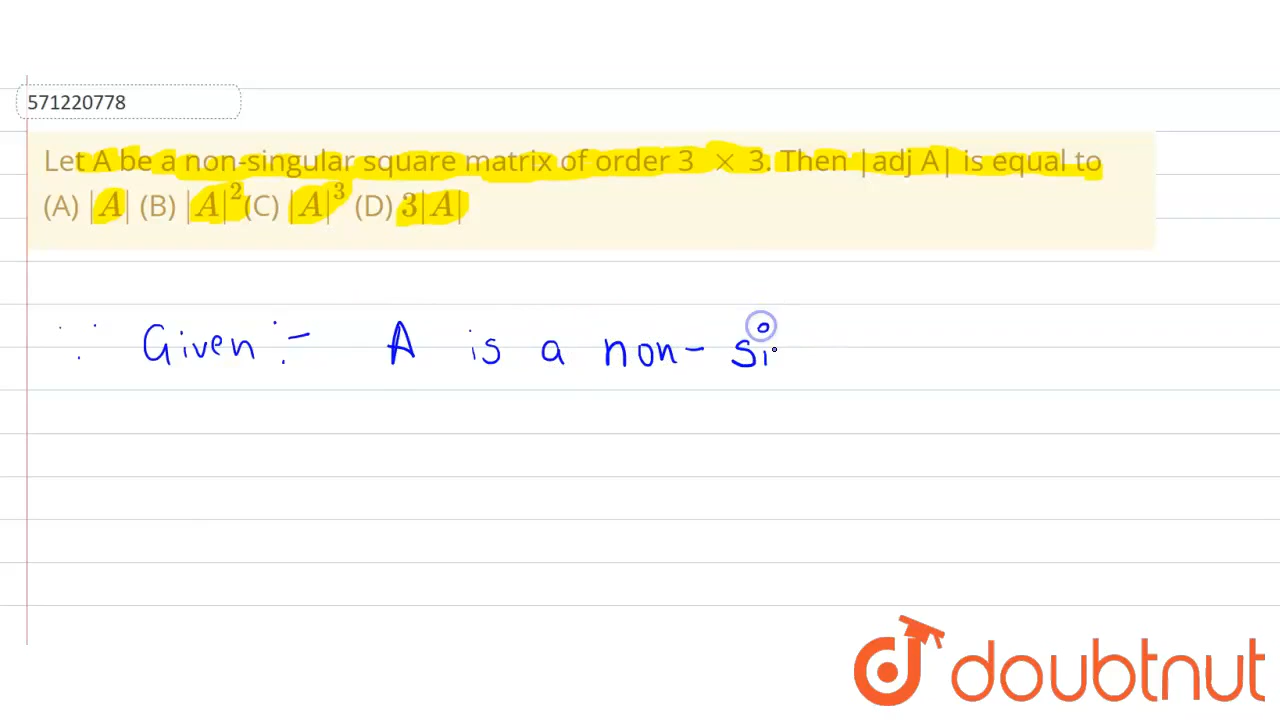 571220778
Let A be a non-singular square matrix of order 3 × 3. Then |adj A| is equal to
(A) |A| (B) |A|² (C) |A|³ (D) 3|A|
∵ Given :- A is a non- si
doubtnut